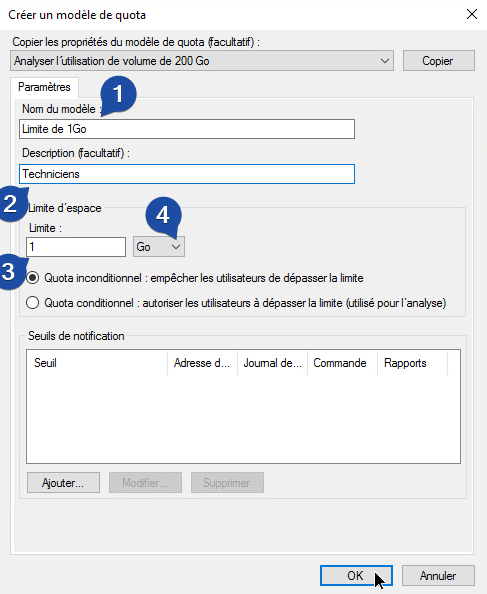 Créer un modèle de quota
Copier les propriétés du modèle de quota (facultatif) :
Analyser l'utilisation de volume de 200 Go
Copier
Paramètres
1
Nom du modèle :
Limite de 1Go
Description (facultatif) :
Techniciens
2
Limite d'espace
4
Limite :
1
Go
3
Quota inconditionnel : empêcher les utilisateurs de dépasser la limite
Quota conditionnel : autoriser les utilisateurs à dépasser la limite (utilisé pour l'analyse)
Seuils de notification
Seuil
Adresse d...
Journal de...
Commande
Rapports
Ajouter...
Modifier...
Supprimer
OK
Annuler